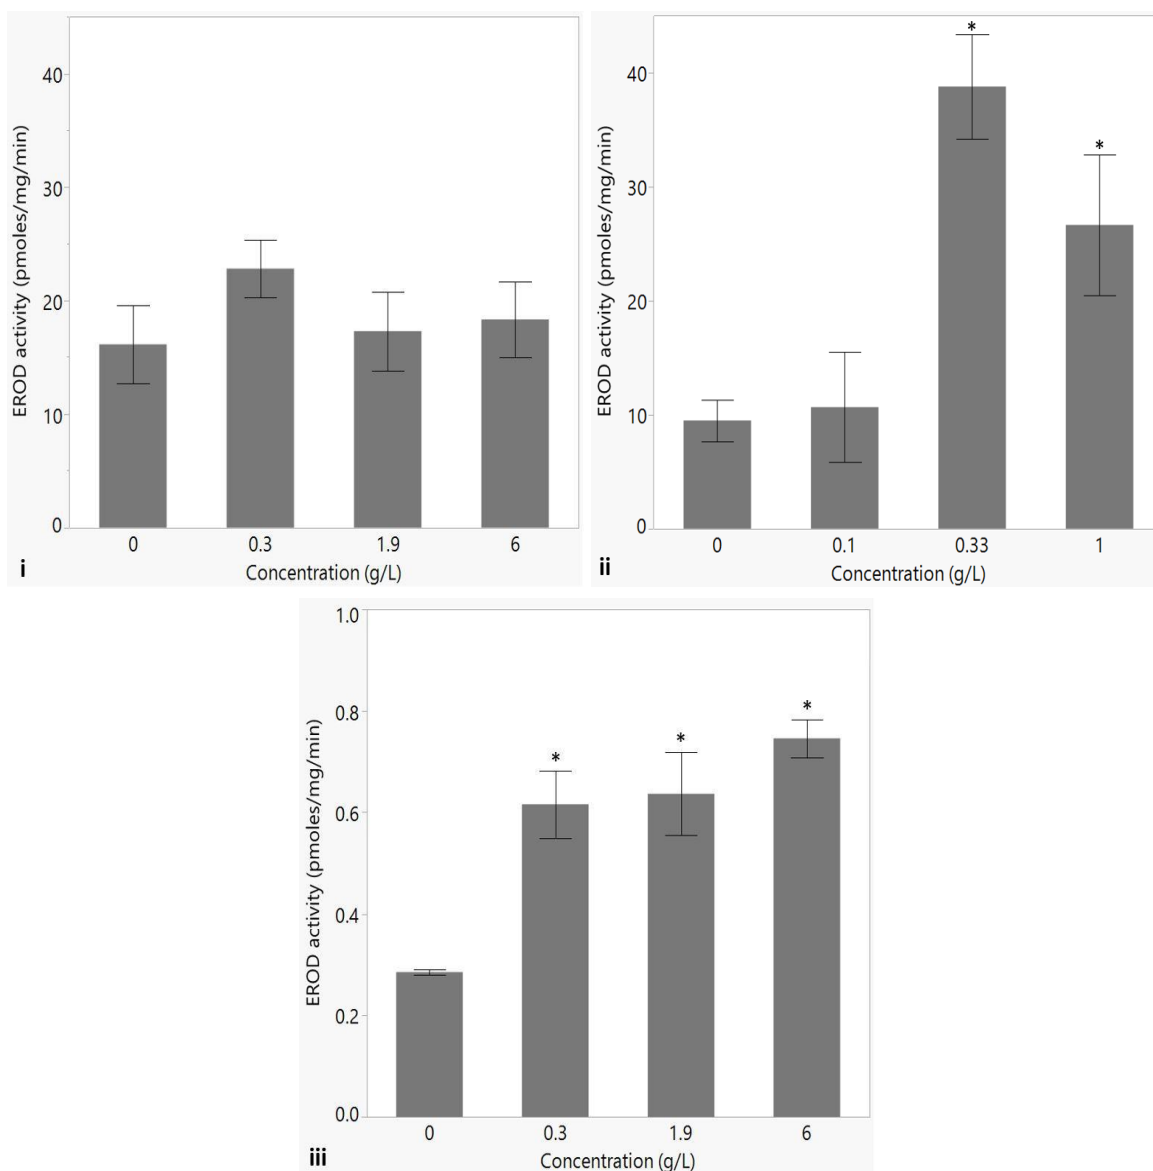 EROD activity (pmoles/mg/min)
40
30
20
10
0
0 0.3 1.9 6
Concentration (g/L)
i
EROD activity (pmoles/mg/min)
40
30
20
10
0
* *
0 0.1 0.33 1
Concentration (g/L)
ii
EROD activity (pmoles/mg/min)
1.0
0.8
0.6
0.4
0.2
0.0
* * *
0 0.3 1.9 6
Concentration (g/L)
iii